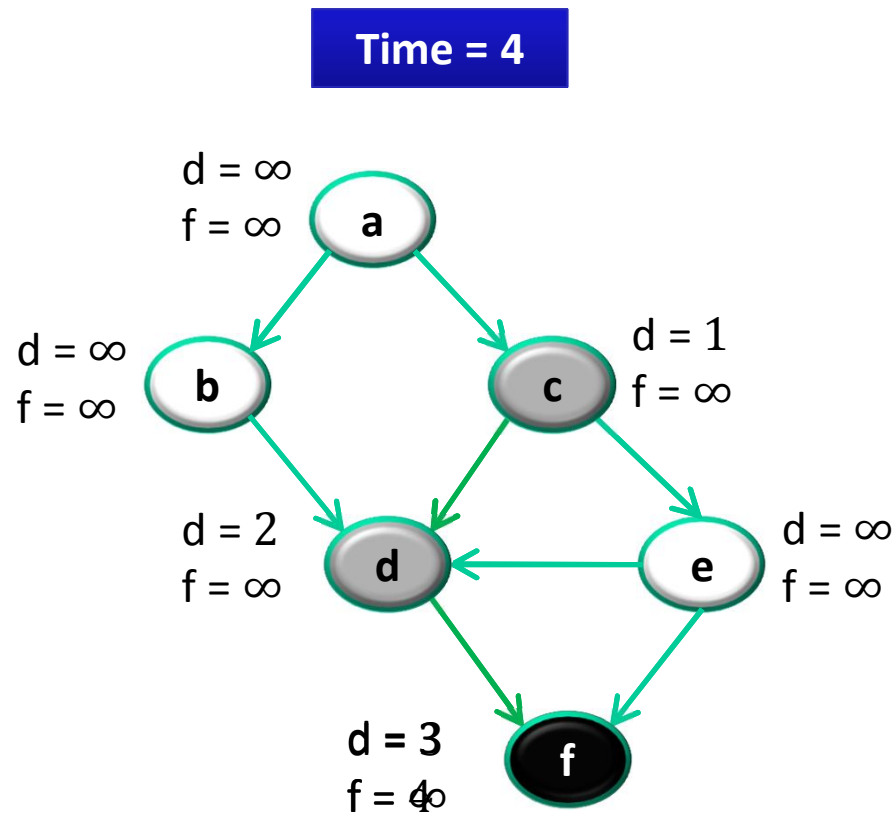 Time = 4
d = ∞
f = ∞
a
d = ∞
f = ∞
b
c
d = 1
f = ∞
d = 2
f = ∞
d
e
d = ∞
f = ∞
d = 3
f = 4∞
f